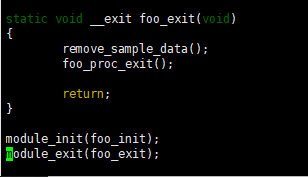 static void __exit foo_exit(void)
{
        remove_sample_data();
        foo_proc_exit();

        return;
}

module_init(foo_init);
module_exit(foo_exit);